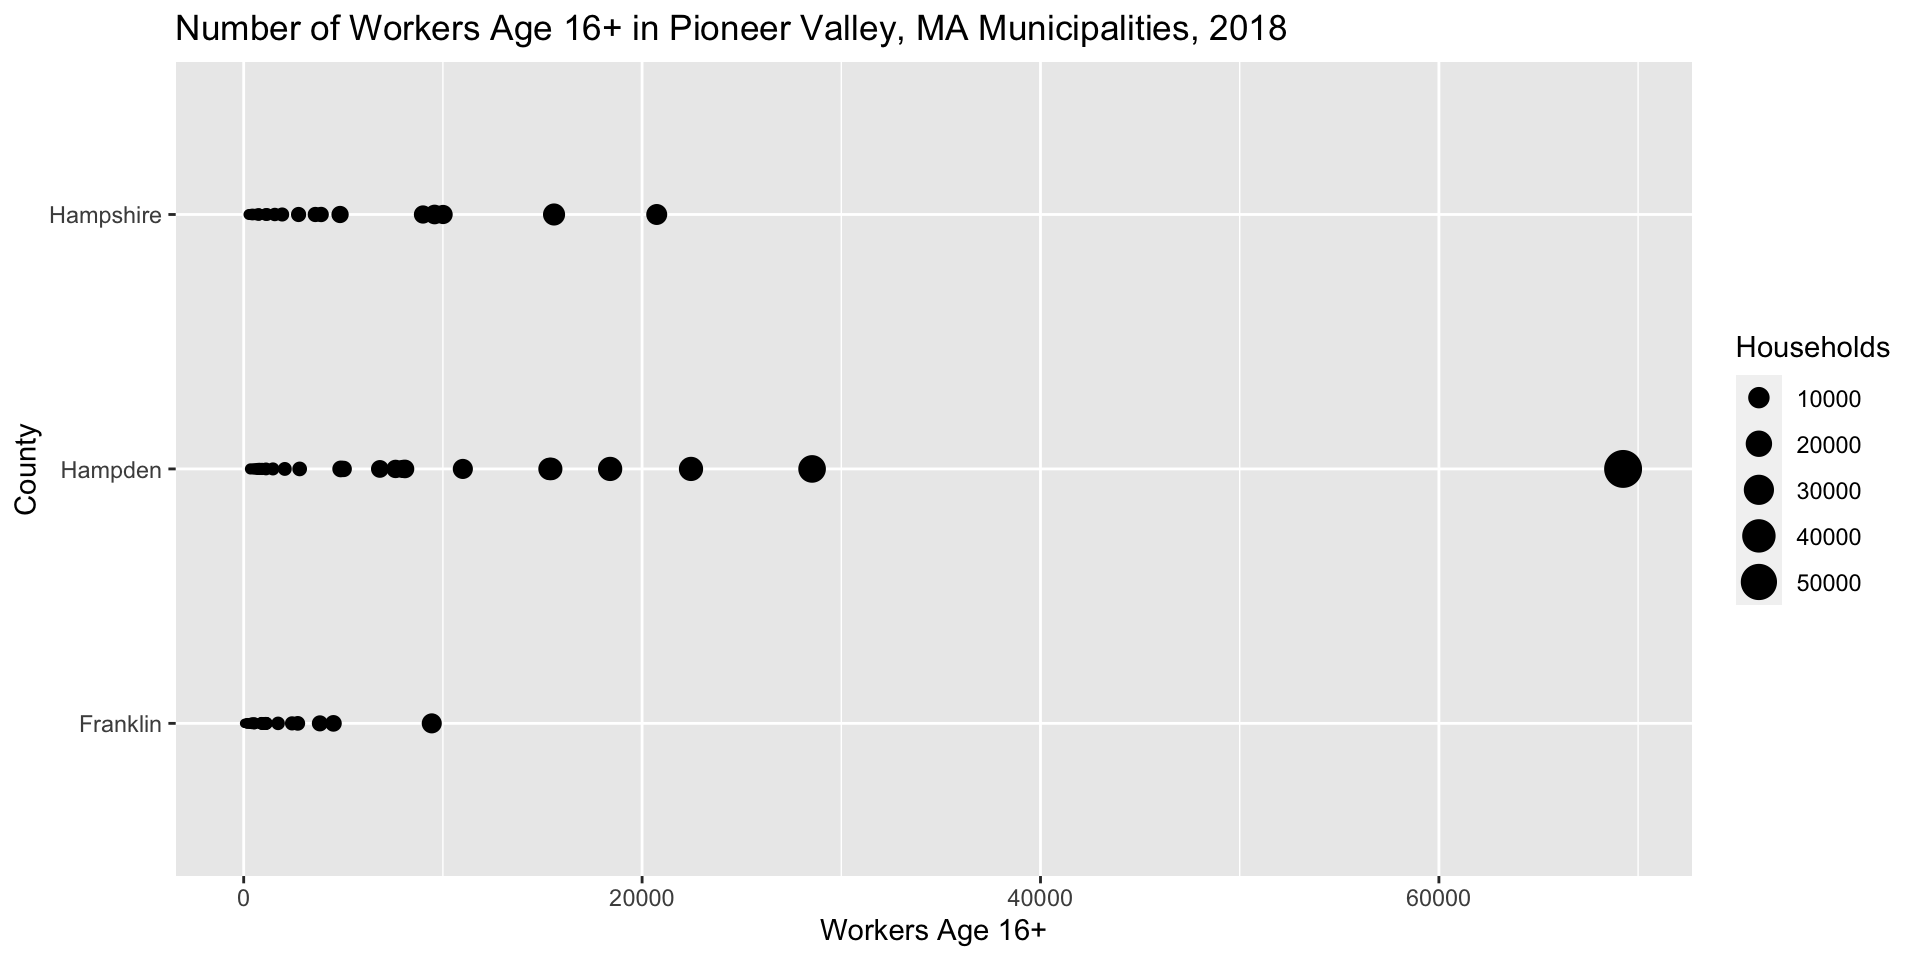 Number of Workers Age 16+ in Pioneer Valley, MA Municipalities, 2018
County
Hampshire
Hampden
Franklin
0 20000 40000 60000
Workers Age 16+
Households
10000
20000
30000
40000
50000